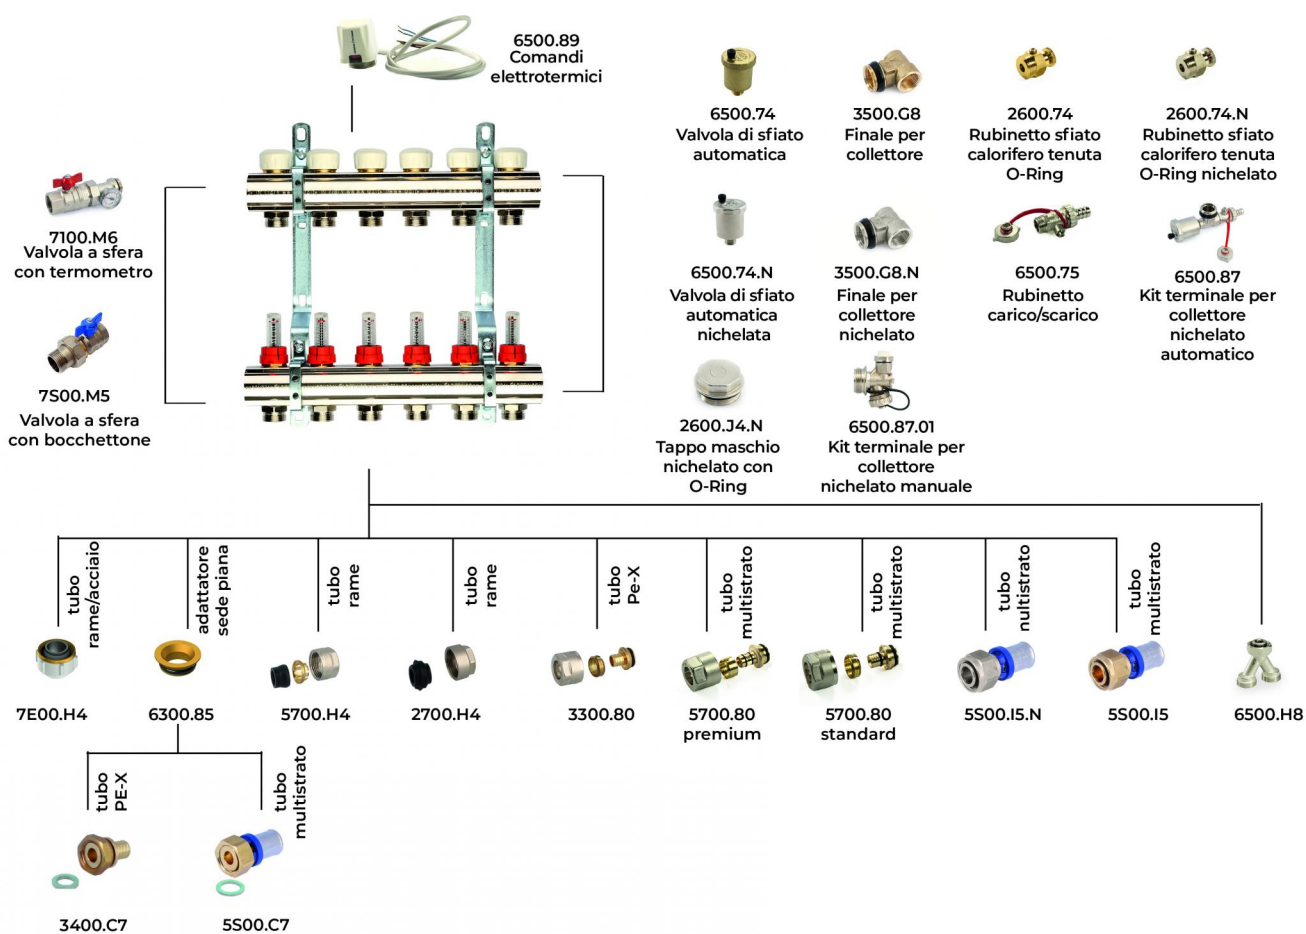 6500.89
Comandi
elettrotermici
7100.M6
Valvola a sfera
con termometro
7S00.M5
Valvola a sfera
con bocchettone
6500.74
Valvola di sfiato
automatica
3500.G8
Finale per
collettore
2600.74
Rubinetto sfiato
calorifero tenuta
O-Ring
2600.74.N
Rubinetto sfiato
calorifero tenuta
O-Ring nichelato
6500.74.N
Valvola di sfiato
automatica
nichelata
3500.G8.N
Finale per
collettore
nichelato
6500.75
Rubinetto
carico/scarico
6500.87
Kit terminale per
collettore
nichelato
automatico
2600.J4.N
Tappo maschio
nichelato con
O-Ring
6500.87.01
Kit terminale per
collettore
nichelato manuale
tubo
rame/acciaio
7E00.H4
adattatore
sede piana
6300.85
tubo
rame
5700.H4
tubo
rame
2700.H4
tubo
Pe-X
3300.80
tubo
multistrato
5700.80
premium
tubo
multistrato
5700.80
standard
tubo
nultistrato
5S00.I5.N
tubo
multistrato
5S00.I5
6500.H8
tubo
PE-X
3400.C7
tubo
multistrato
5S00.C7